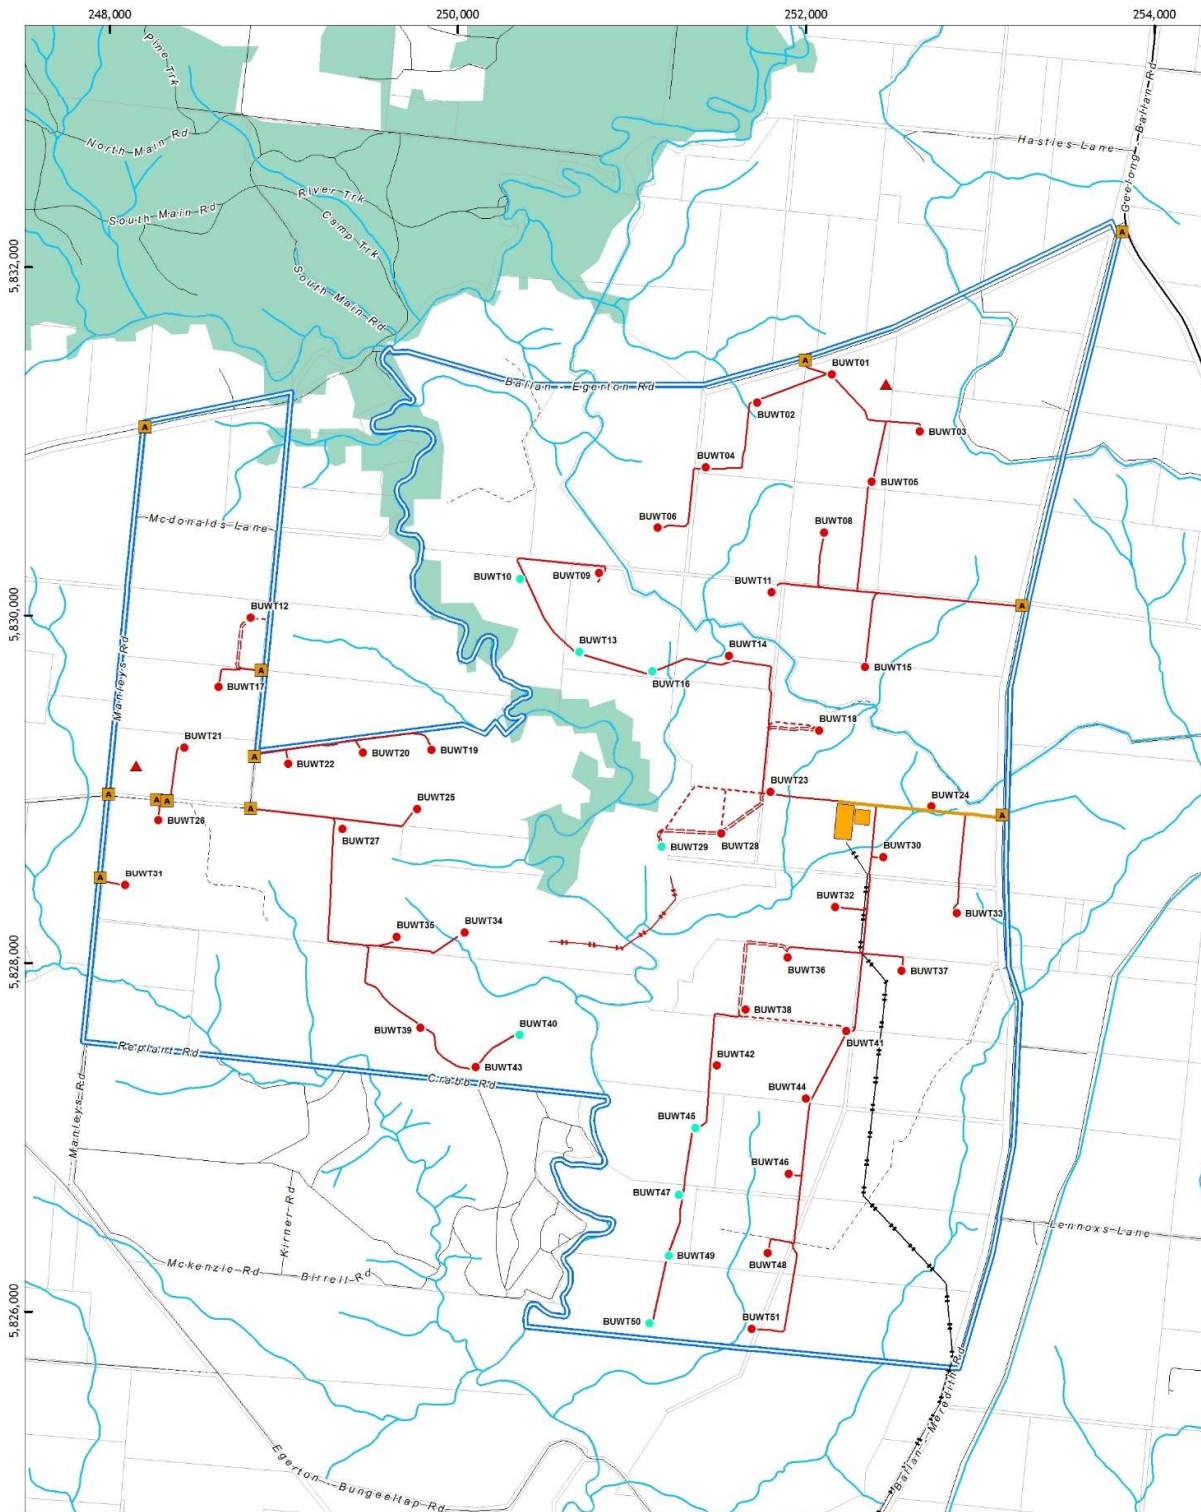 248,000
250,000
252,000
254,000
Pine Trk
North Main Rd
Hasties Lane
Geelong - Ballan Rd
River Trk
South Main Rd
Camp Trk
5,832,000
South Main Rd
BUWT01
Ballan - Egerton Rd
BUWT02
A
A
A
BUWT03
BUWT04
BUWT05
Mcdonalds Lane
BUWT06
BUWT08
BUWT10
BUWT09
BUWT11
5,830,000
BUWT12
A
BUWT13
BUWT14
Manleys Rd
A
BUWT16
BUWT15
BUWT17
BUWT18
BUWT21
BUWT20
BUWT19
A
BUWT22
BUWT23
A
A
A
BUWT25
BUWT24
A
A
BUWT26
BUWT27
BUWT29
BUWT28
BUWT30
A
BUWT31
BUWT32
BUWT33
BUWT35
BUWT34
5,828,000
BUWT36
BUWT37
BUWT38
BUWT39
BUWT40
BUWT41
Replant Rd
BUWT43
BUWT42
Crabb Rd
BUWT44
Manleys Rd
BUWT45
BUWT46
BUWT47
Kirner Rd
Lennoxs Lane
Mckenzie Rd
Birrell Rd
BUWT49
BUWT48
5,826,000
BUWT50
BUWT51
Ballan - Meredith Rd
Egerton - Bungeeltap Rd